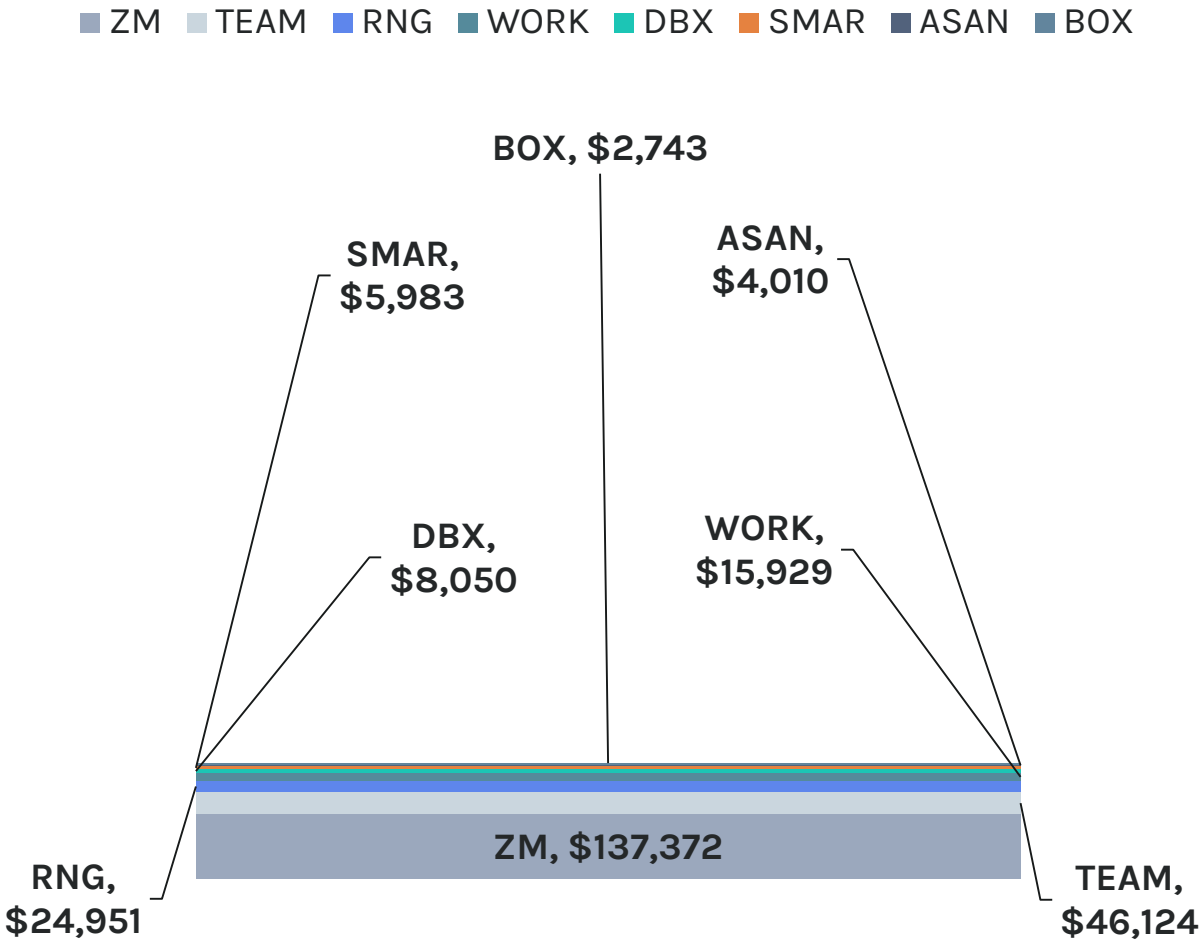 ZM TEAM RNG WORK DBX SMAR ASAN BOX
BOX, $2,743
SMAR,
$5,983
ASAN,
$4,010
DBX,
$8,050
WORK,
$15,929
ZM, $137,372
RNG,
$24,951
TEAM,
$46,124